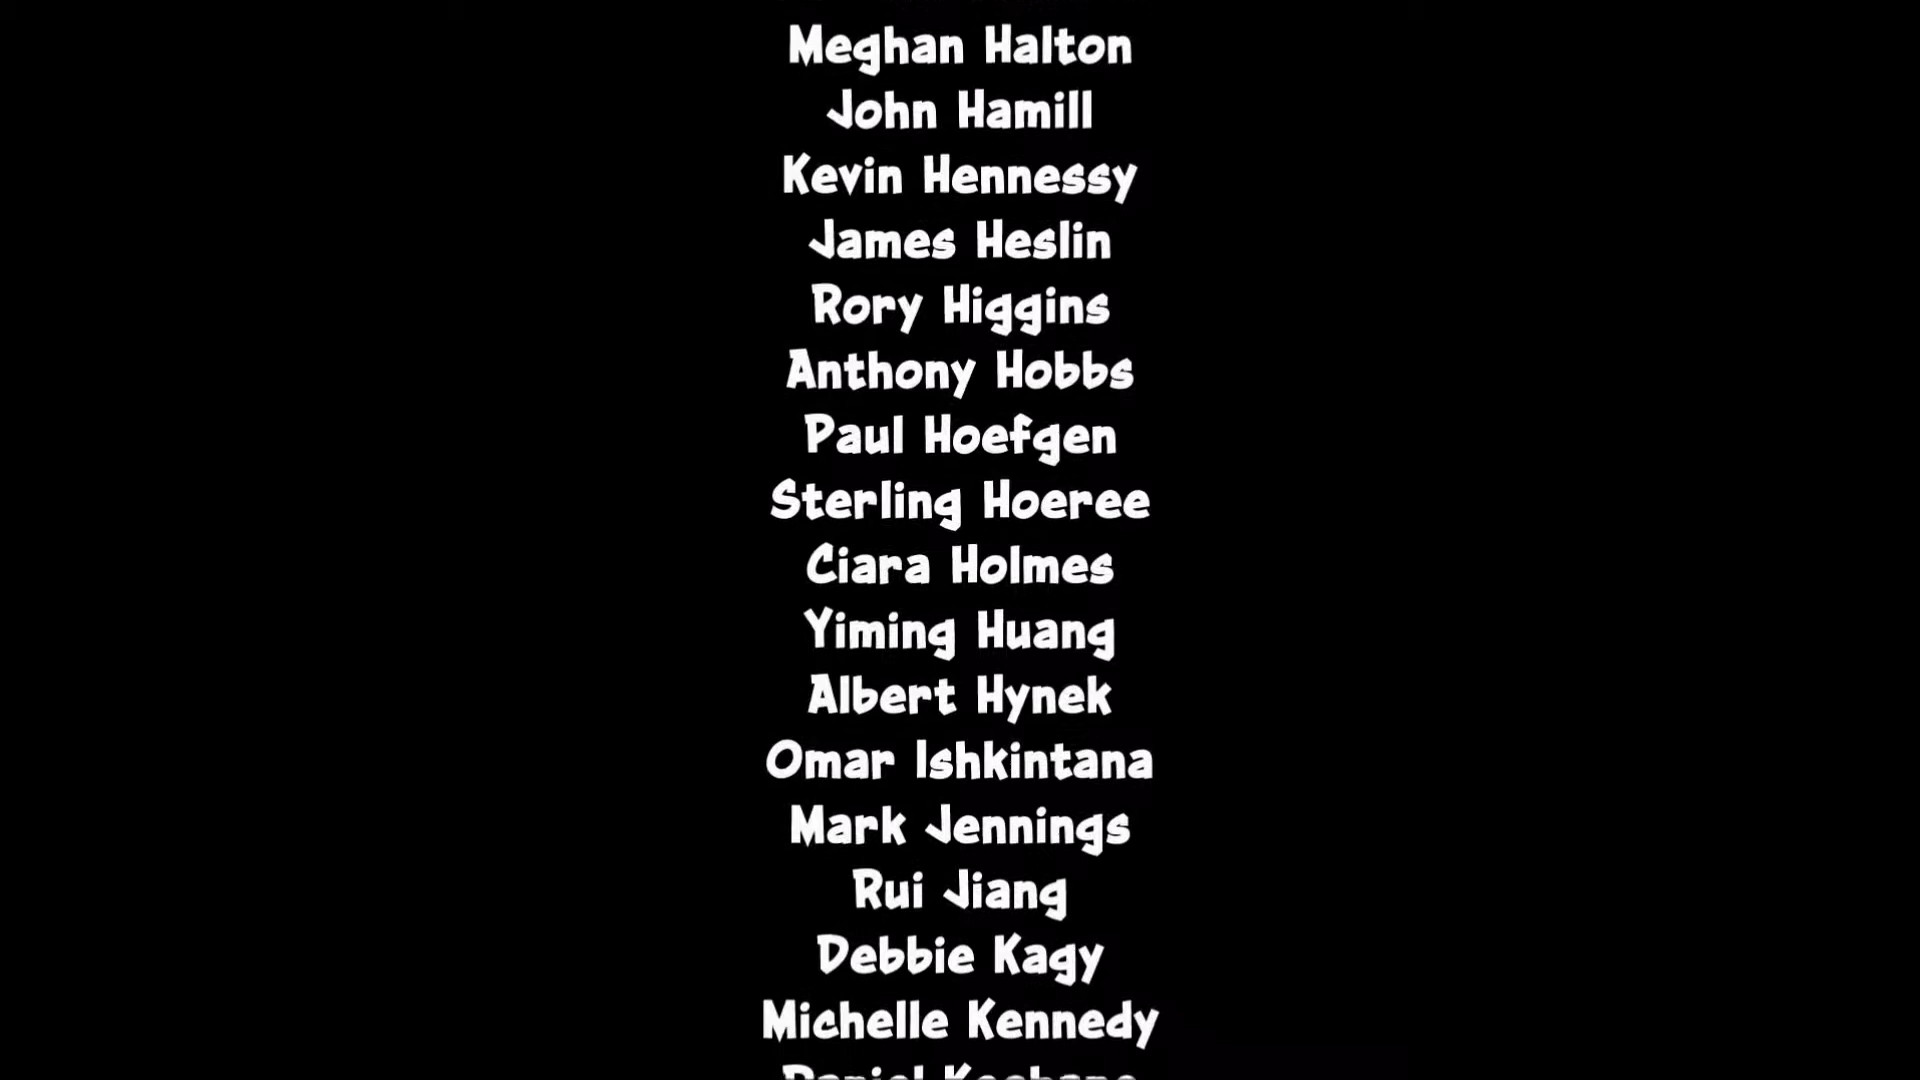 Meghan Halton
John Hamill
Kevin Hennessy
James Heslin
Rory Higgins
Anthony Hobbs
Paul Hoefgen
Sterling Hoeree
Ciara Holmes
Yiming Huang
Albert Hynek
Omar Ishkintana
Mark Jennings
Rui Jiang
Debbie Kagy
Michelle Kennedy
Daniel